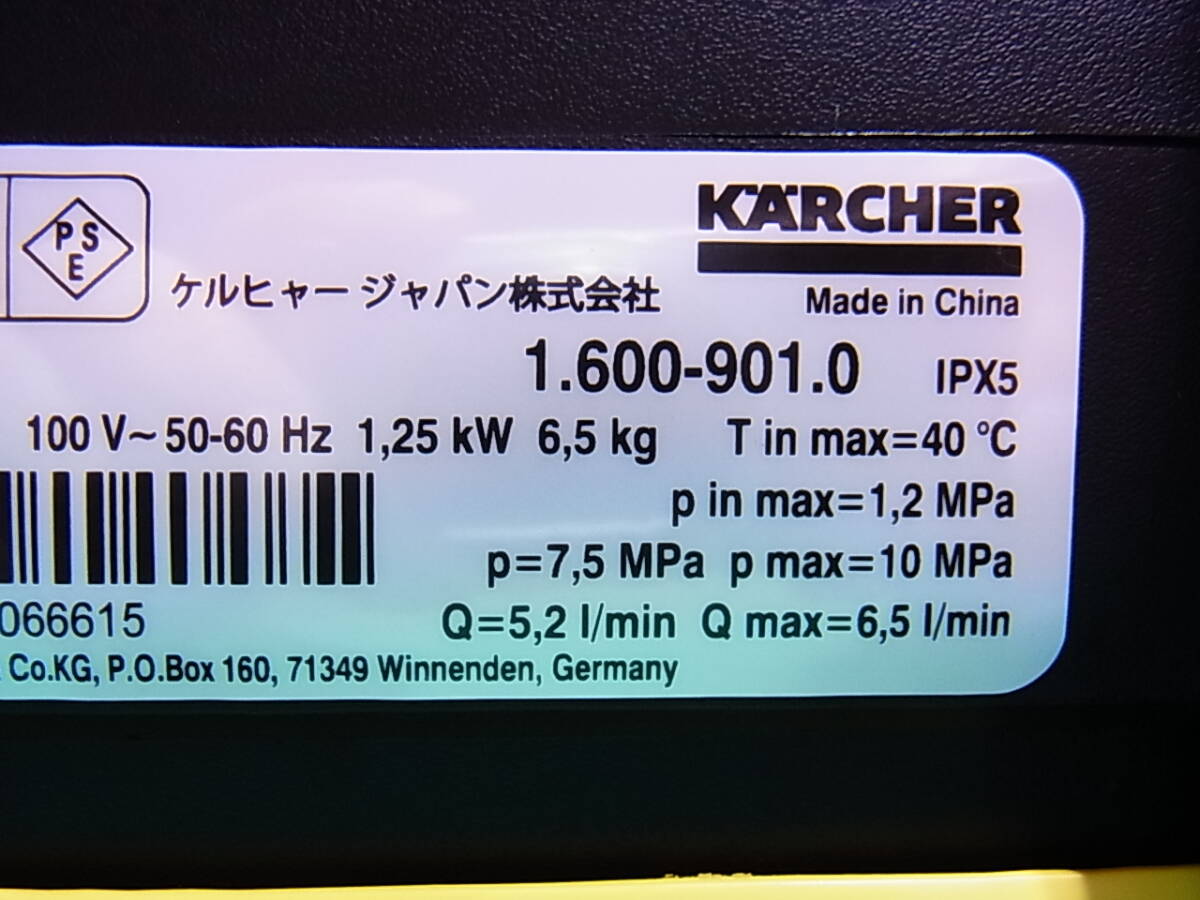 PS
E
KÄRCHER
ケルヒャー ジャパン株式会社
Made in China
1.600-901.0 IPX5
100 V~ 50-60 Hz 1,25 kW 6,5 kg T in max=40 °C
p in max=1,2 MPa
p=7,5 MPa p max=10 MPa
066615
Q=5,2 l/min Q max=6,5 l/min
Co.KG, P.O.Box 160, 71349 Winnenden, Germany